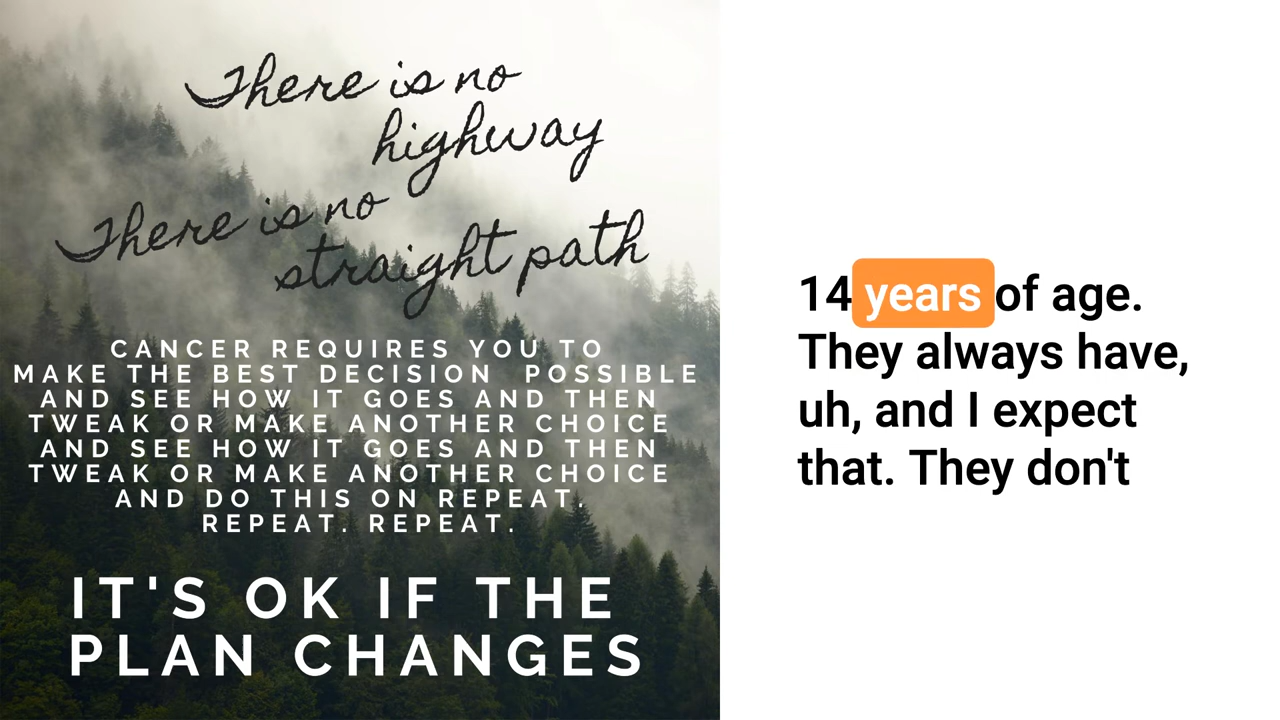 There is no
highway
There is no
straight path
CANCER REQUIRES YOU TO
MAKE THE BEST DECISION POSSIBLE
AND SEE HOW IT GOES AND THEN
TWEAK OR MAKE ANOTHER CHOICE
AND SEE HOW IT GOES AND THEN
TWEAK OR MAKE ANOTHER CHOICE
AND DO THIS ON REPEAT.
REPEAT. REPEAT.
IT'S OK IF THE
PLAN CHANGES
14 years of age.
They always have,
uh, and I expect
that. They don't